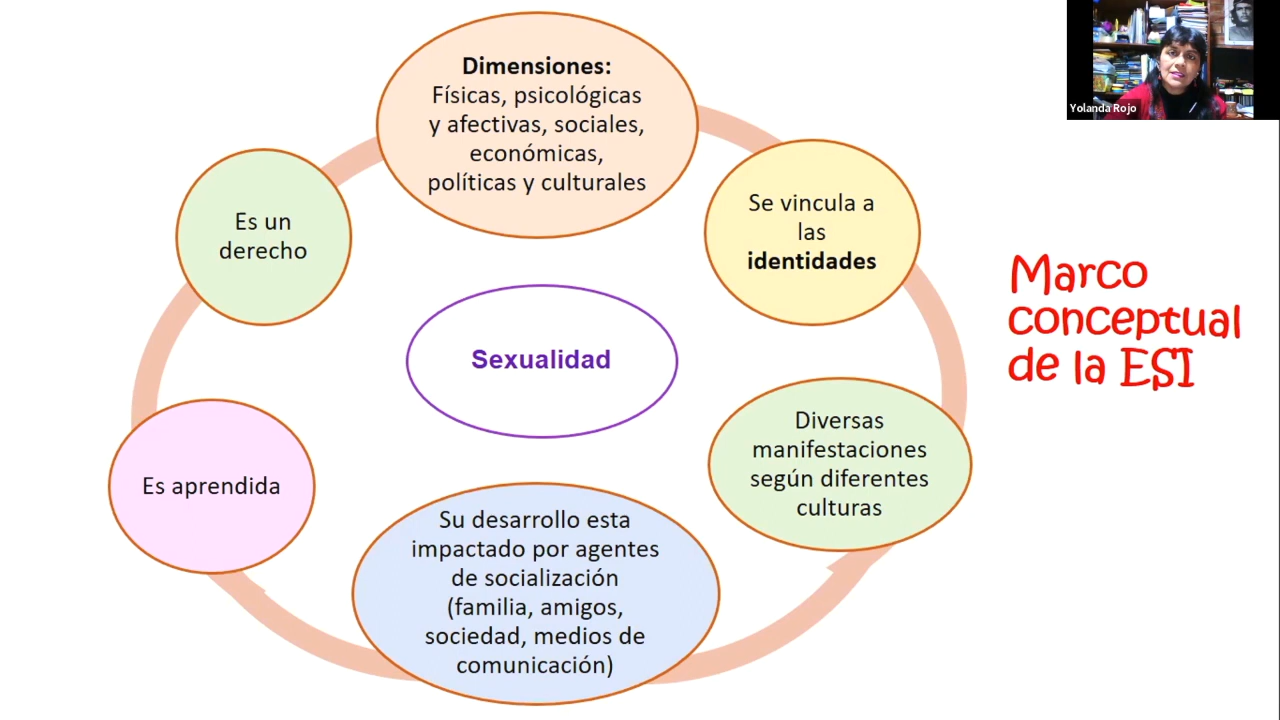 Dimensiones:
Físicas, psicológicas
y afectivas, sociales,
económicas,
políticas y culturales
Yolanda Rojo
Se vincula a
las
identidades
Es un
derecho
Marco
conceptual
de la ESI
Sexualidad
Diversas
manifestaciones
según diferentes
culturas
Es aprendida
Su desarrollo esta
impactado por agentes
de socialización
(familia, amigos,
sociedad, medios de
comunicación)